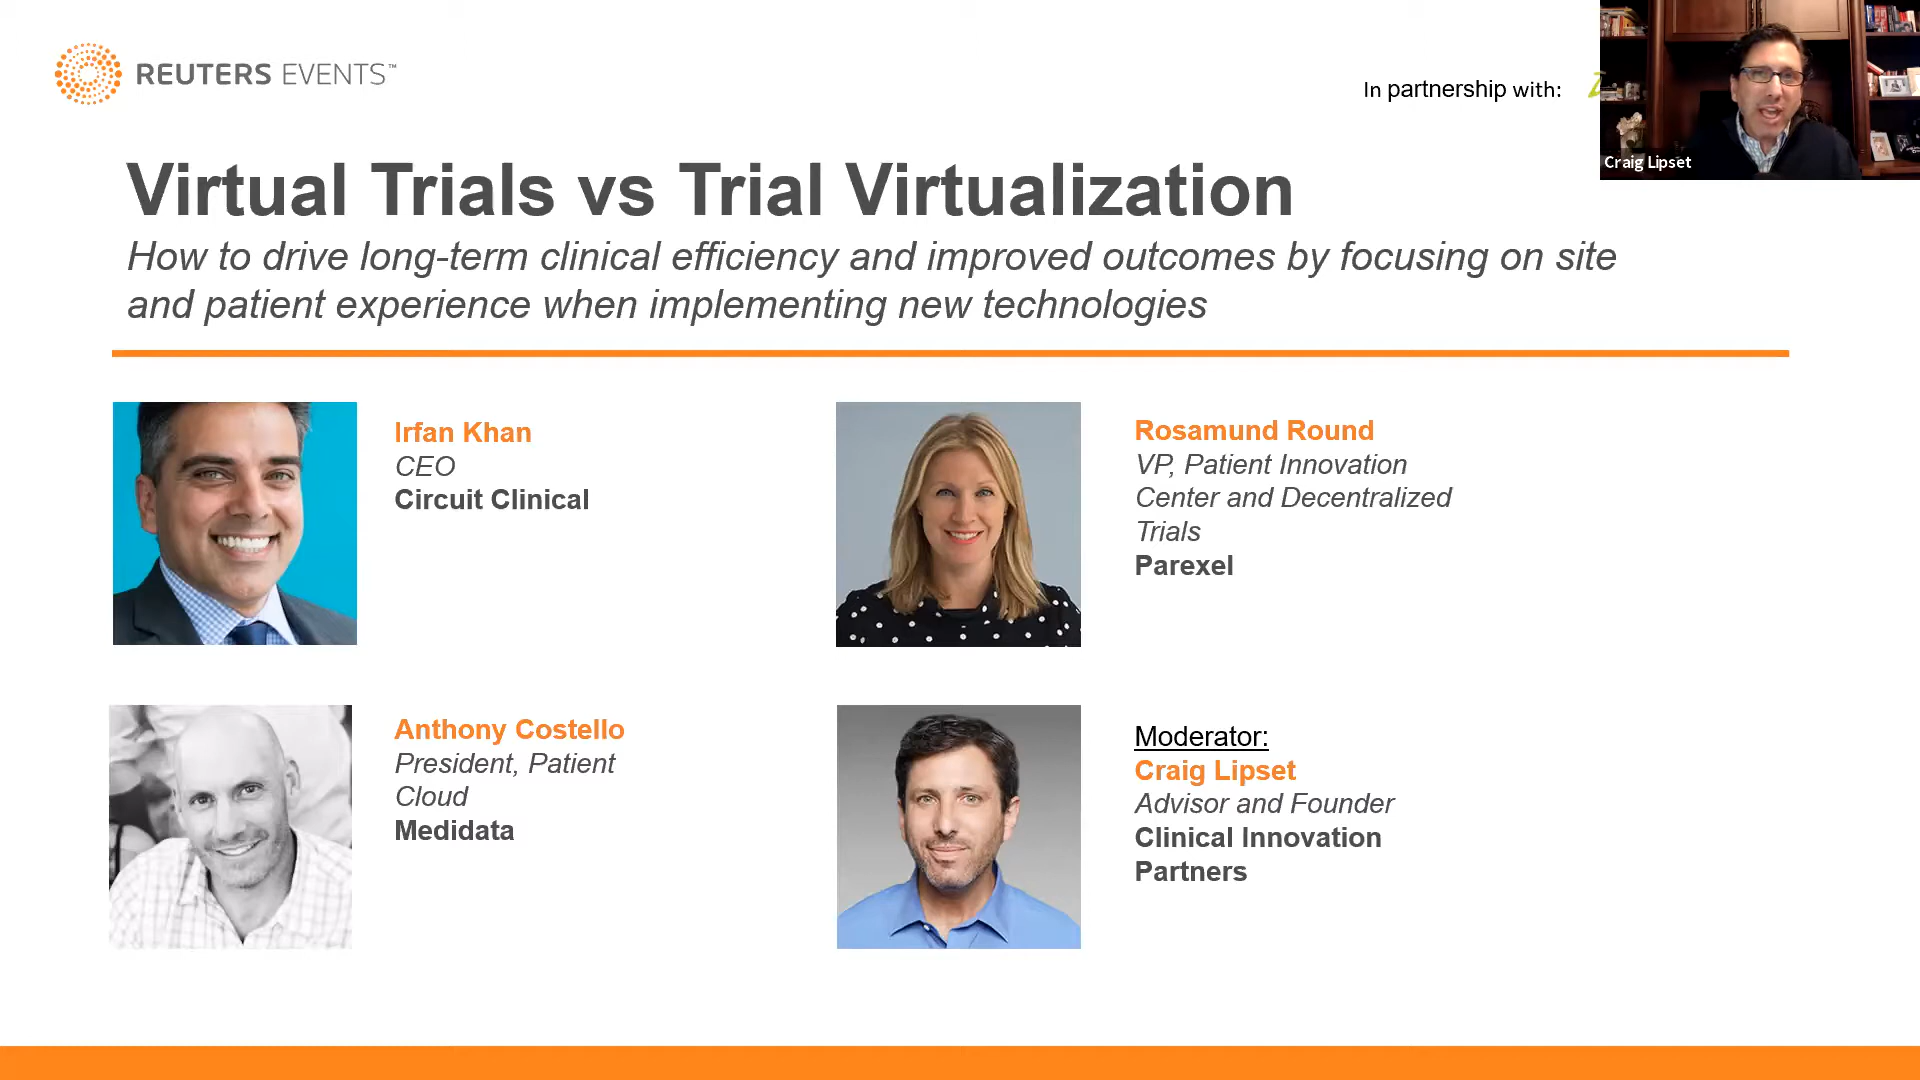 REUTERS EVENTS™
In partnership with:
Craig Lipset
Virtual Trials vs Trial Virtualization
How to drive long-term clinical efficiency and improved outcomes by focusing on site
and patient experience when implementing new technologies
Irfan Khan
CEO
Circuit Clinical
Rosamund Round
VP, Patient Innovation
Center and Decentralized
Trials
Parexel
Anthony Costello
President, Patient
Cloud
Medidata
Moderator:
Craig Lipset
Advisor and Founder
Clinical Innovation
Partners